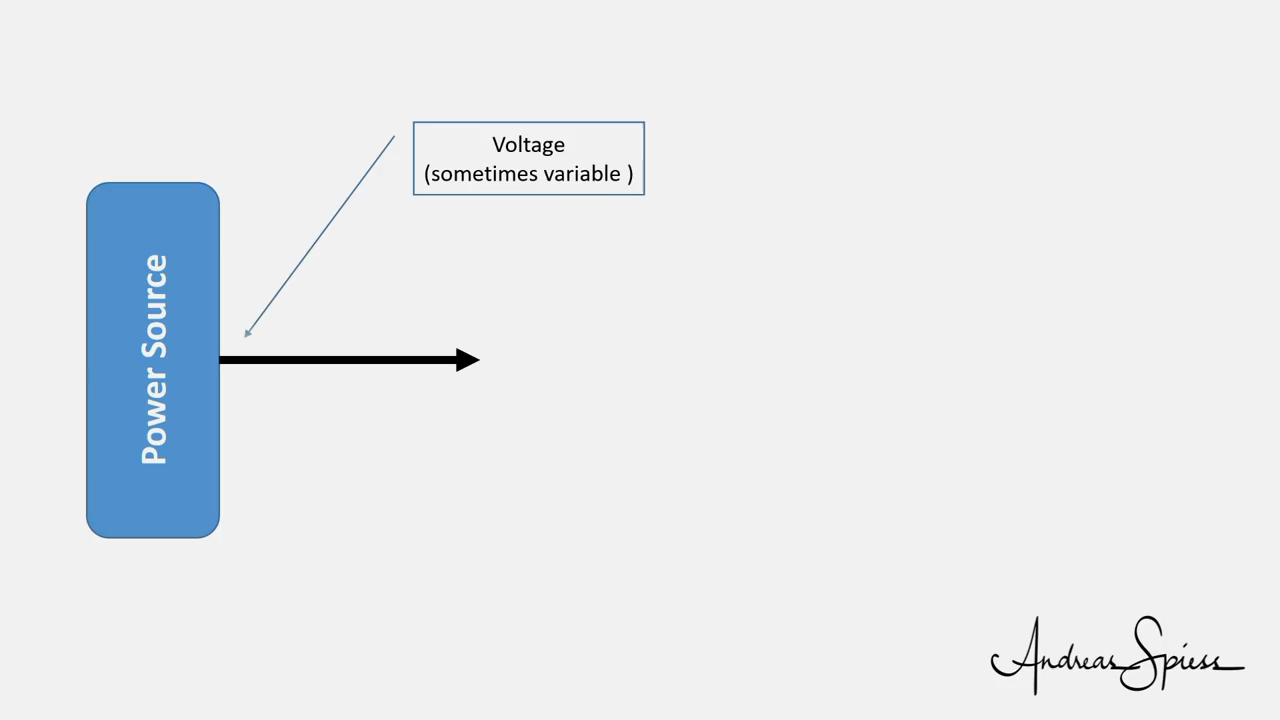 Voltage
(sometimes variable )
Power Source
Andreas Spiess